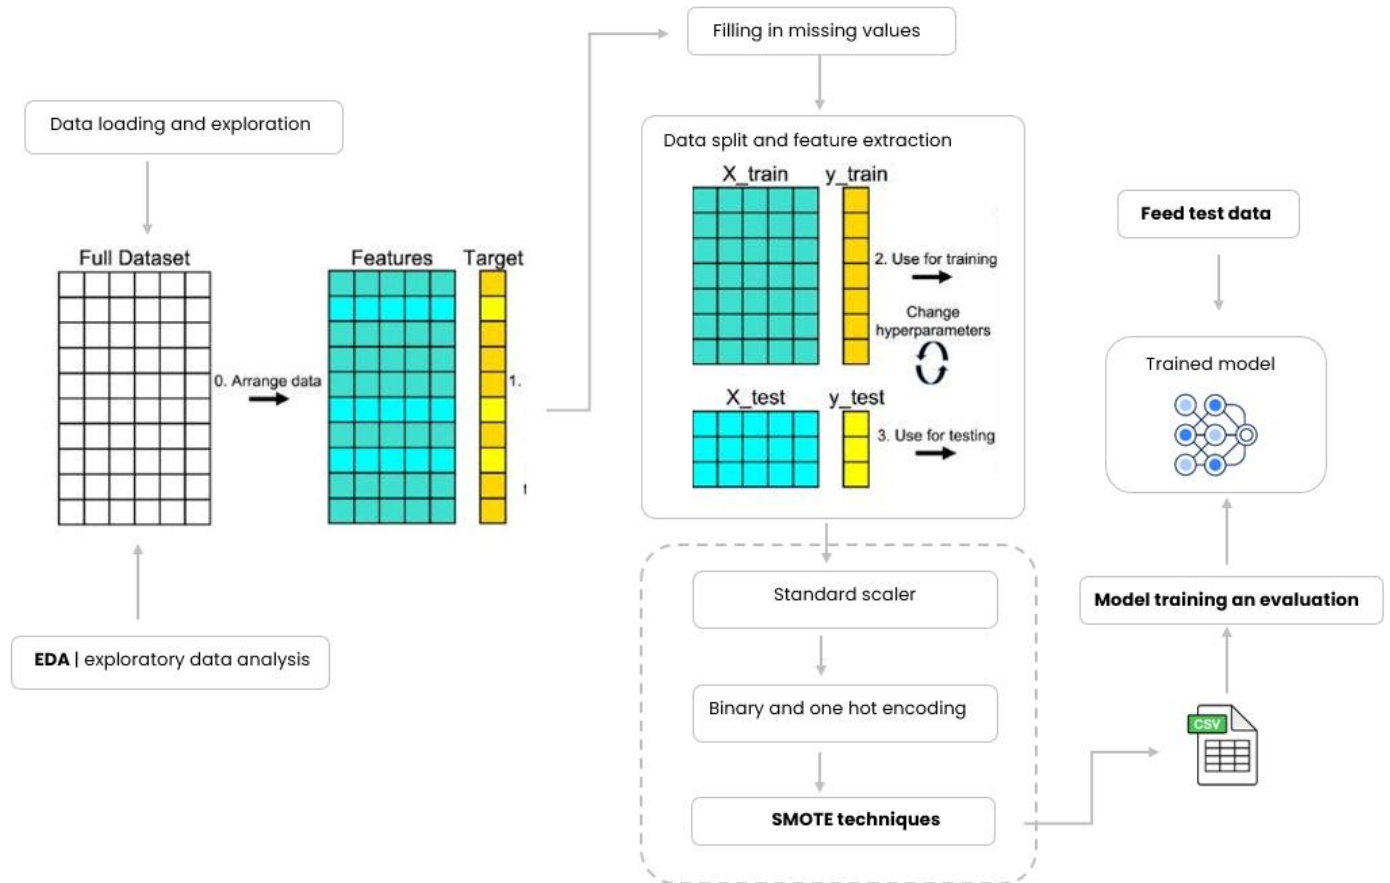 Filling in missing values
Data loading and exploration
Data split and feature extraction
X_train y_train
Full Dataset
Features Target
2. Use for training
Change
hyperparameters
0. Arrange data
1.
X_test y_test
3. Use for testing
Feed test data
Trained model
Standard scaler
Model training an evaluation
EDA | exploratory data analysis
Binary and one hot encoding
CSV
SMOTE techniques